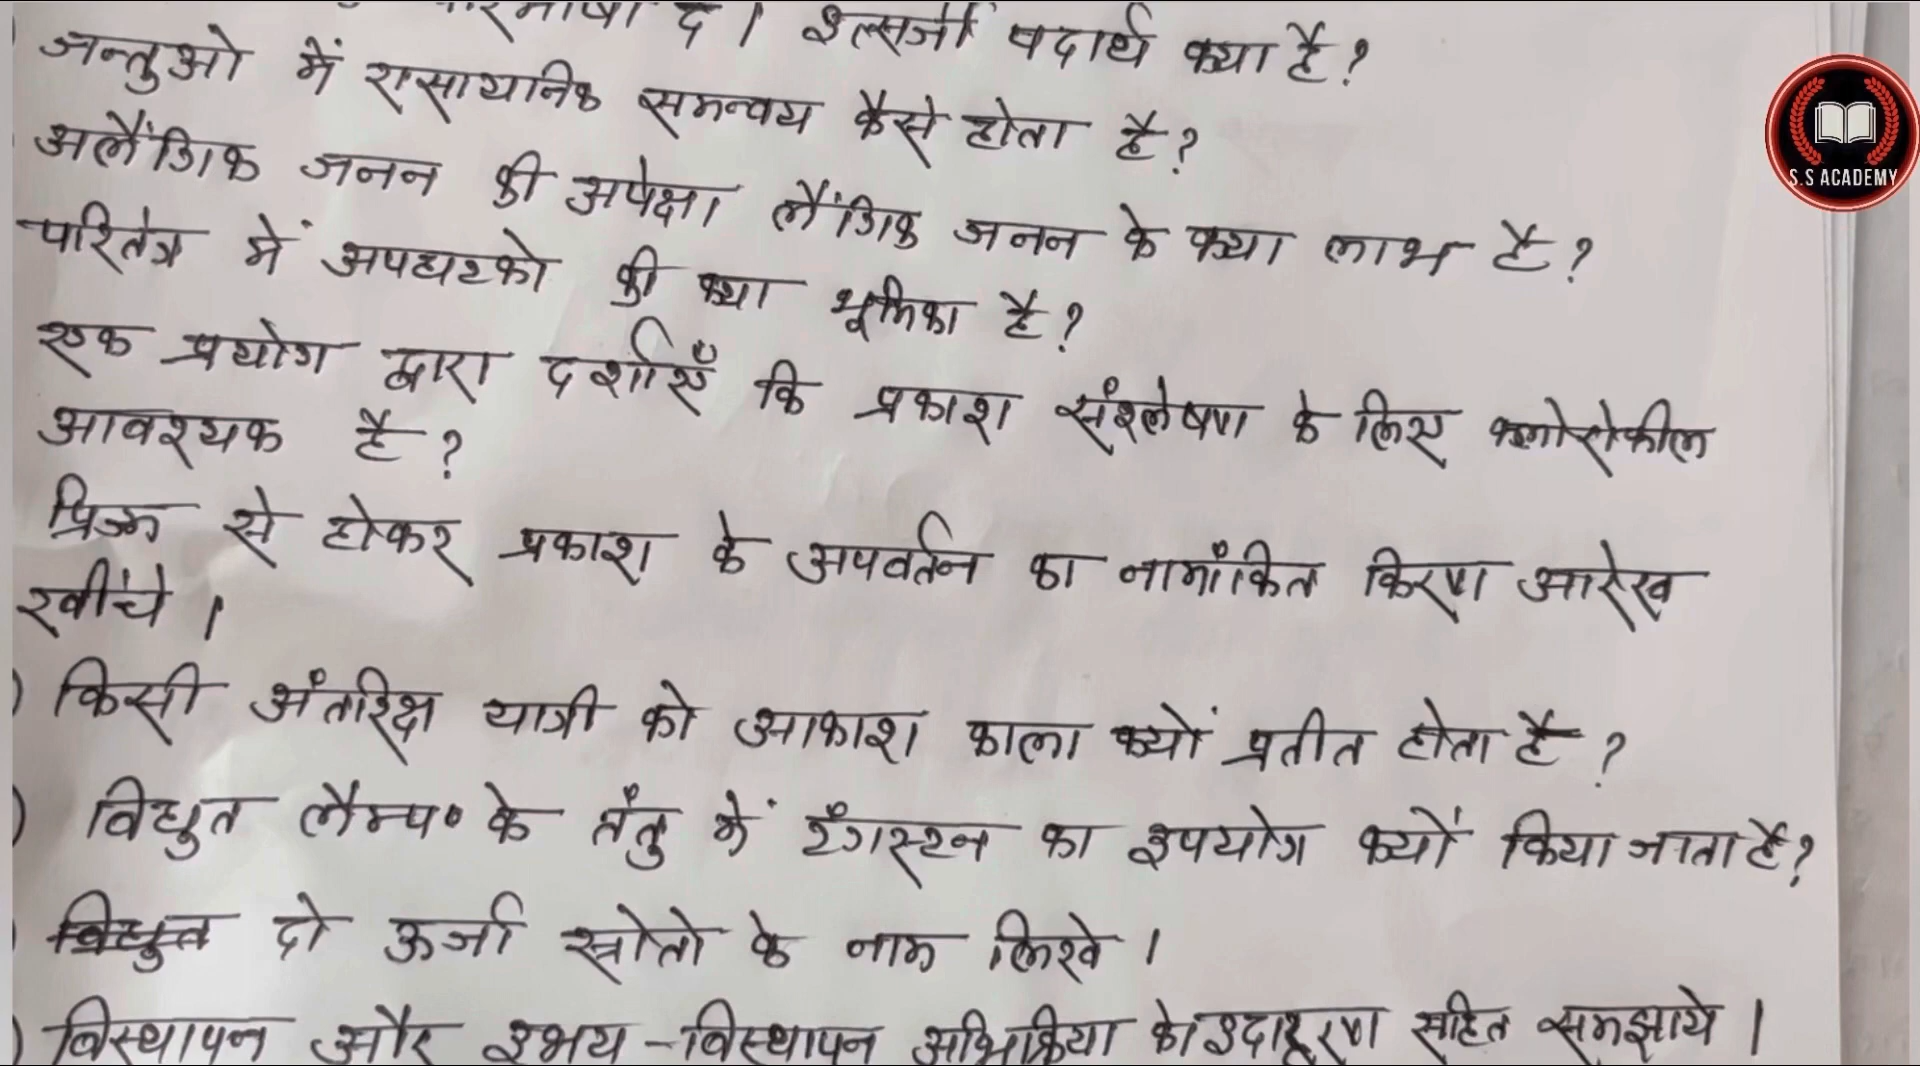 दें। उत्सर्जी पदार्थ क्या है?
जन्तुओ में रासायनिक समन्वय कैसे होता है?
अलैंगिक जनन की अपेक्षा लैंगिक जनन के क्या लाभ है?
परितंत्र में अपघटको की क्या भूमिका है?
एक प्रयोग द्वारा दर्शाएँ कि प्रकाश संश्लेषण के लिए क्लोरोफील
आवश्यक है?
प्रिज्म से होकर प्रकाश के अपवर्तन का नामांकित किरण आरेख
खींचे।
) किसी अंतरिक्ष यात्री को आकाश काला क्यों प्रतीत होता है?
) विधुत लैम्प॰ के तंतु में टंगस्टन का उपयोग क्यों किया जाता है?
) दो ऊर्जा स्त्रोतो के नाम लिखे।
) विस्थापन और उभय-विस्थापन अभिक्रिया को उदाहरण सहित समझाये।
S.S ACADEMY